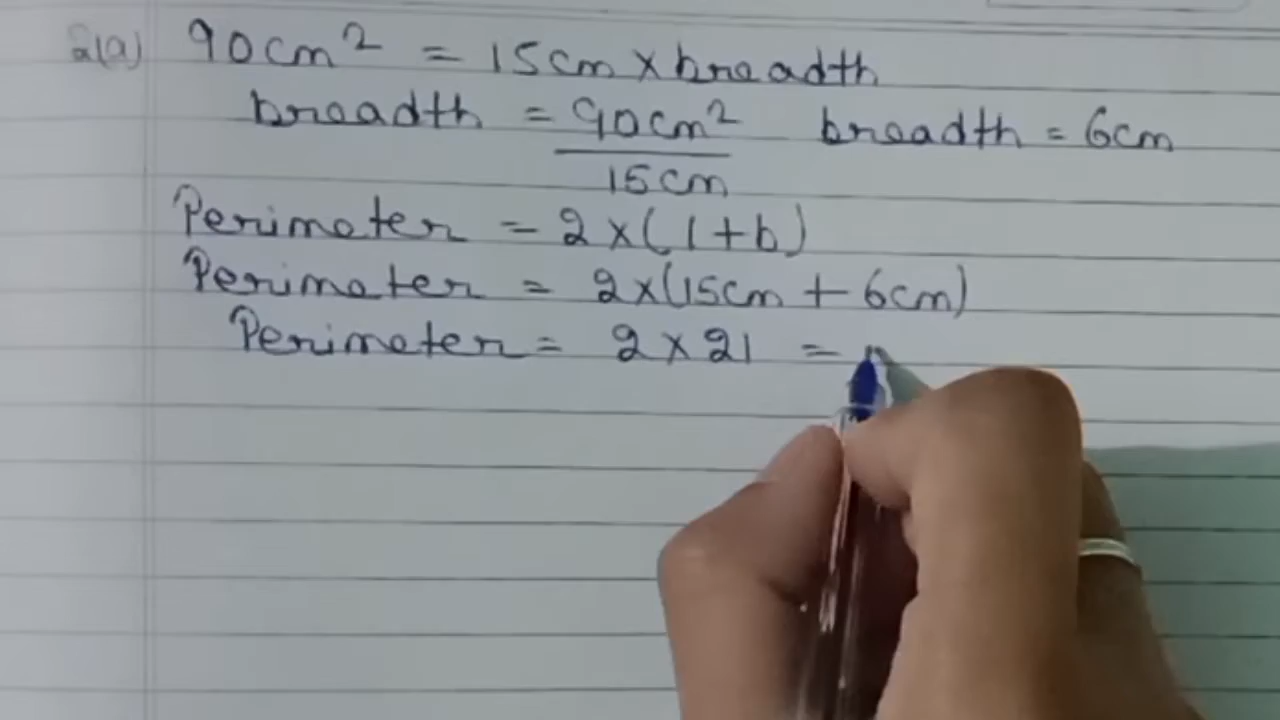 2(a) 90cm² = 15cm × breadth
breadth = 90cm² breadth = 6cm
15cm
Perimeter = 2 × (l + b)
Perimeter = 2 × (15cm + 6cm)
Perimeter = 2 × 21 =